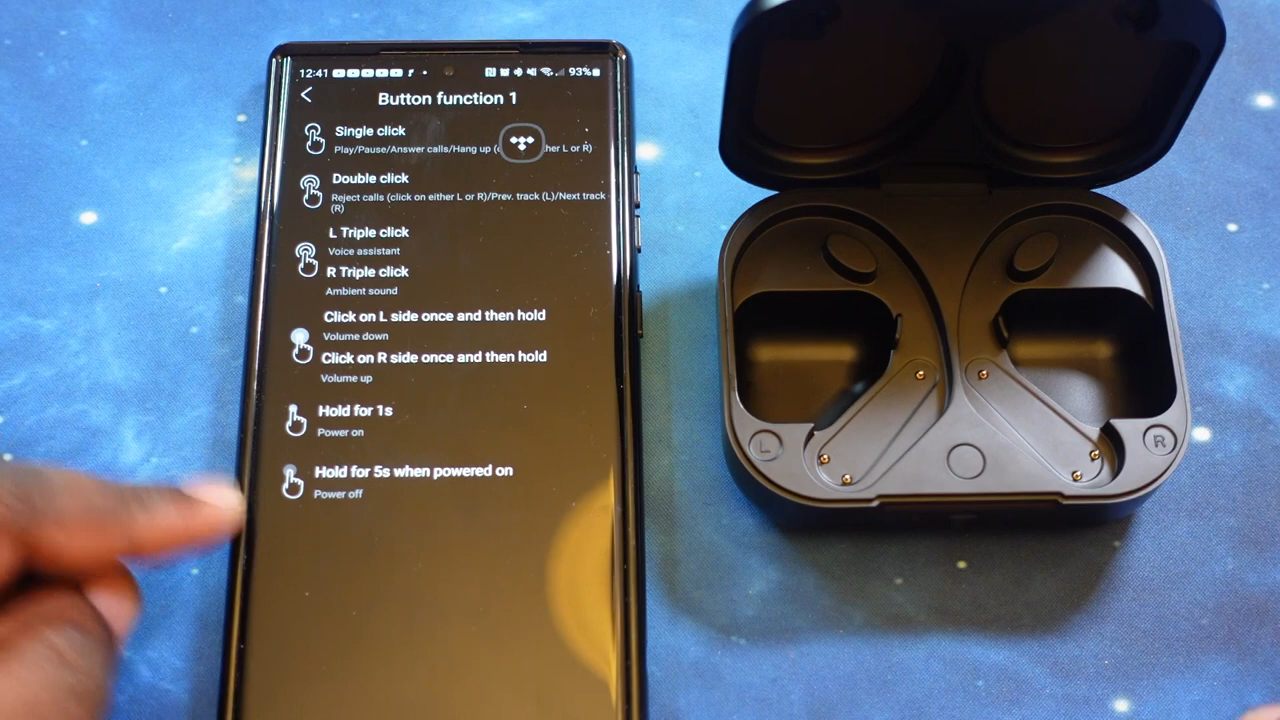 12:41 93%
Button function 1
Single click
Play/Pause/Answer calls/Hang up ( her L or R)
Double click
Reject calls (click on either L or R)/Prev. track (L)/Next track
(R)
L Triple click
Voice assistant
R Triple click
Ambient sound
Click on L side once and then hold
Volume down
Click on R side once and then hold
Volume up
Hold for 1s
Power on
Hold for 5s when powered on
Power off
L
R